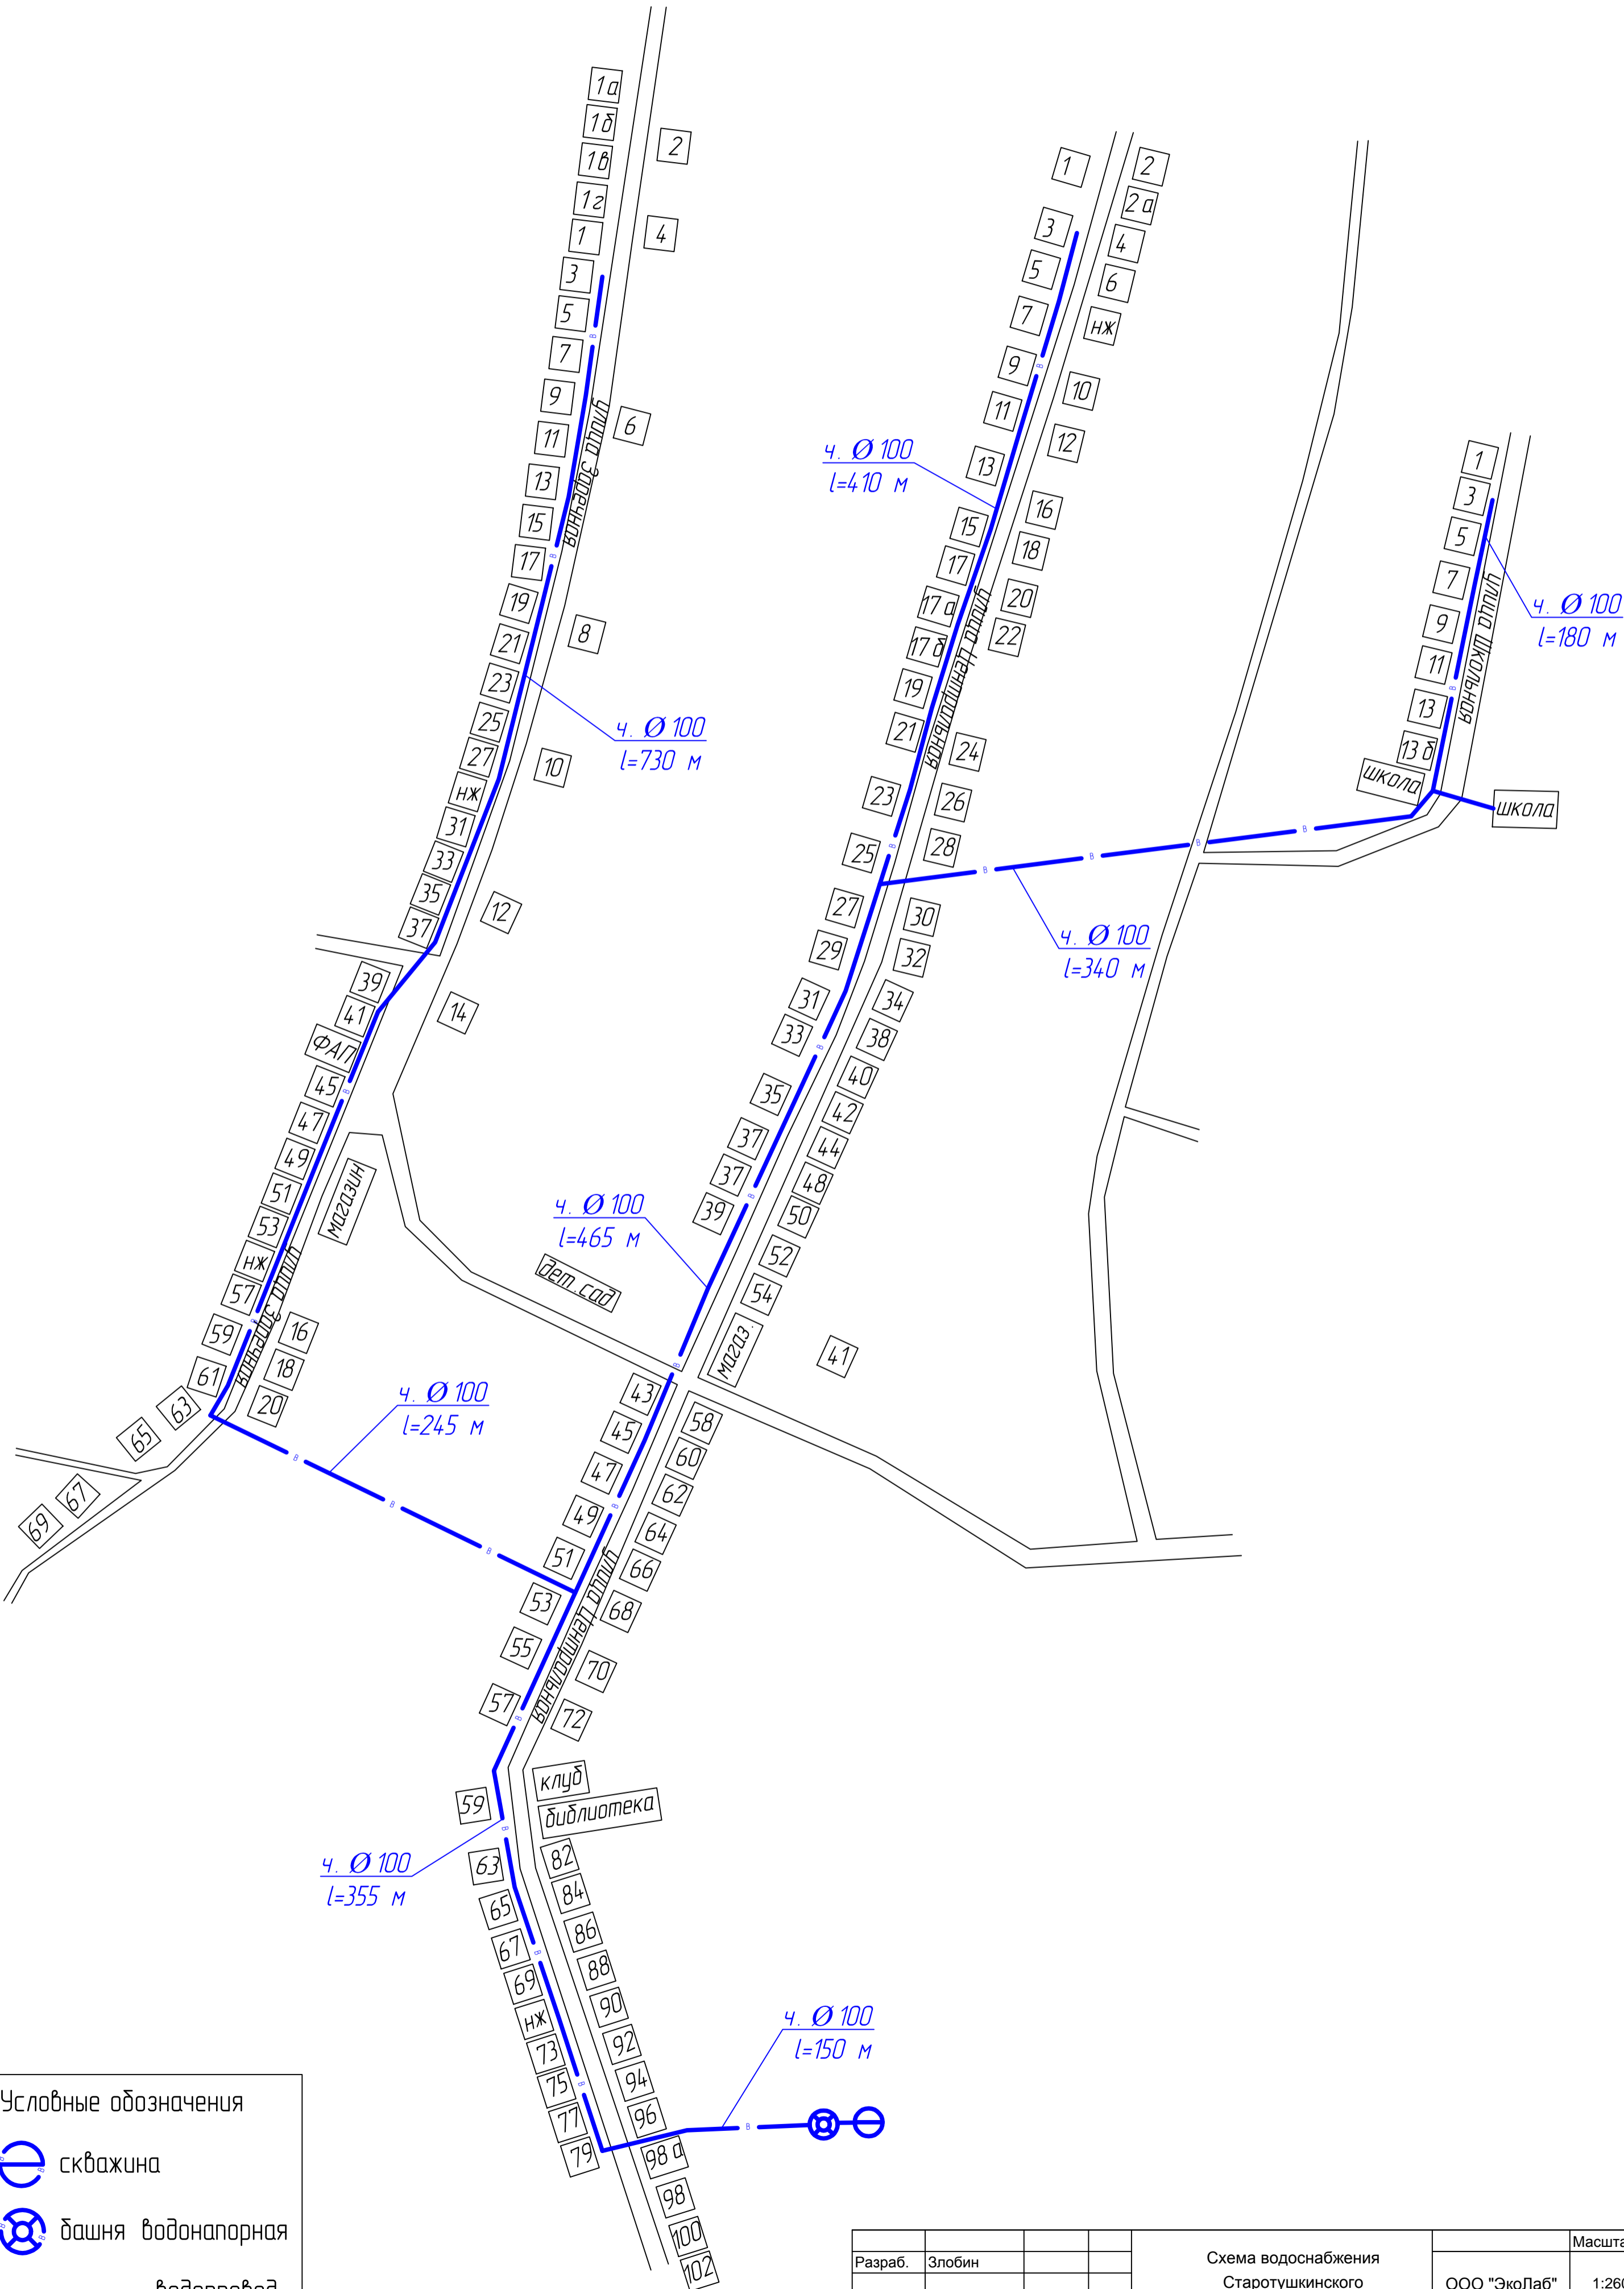 1а
1б
1в
1г
1
3
5
7
9
11
13
15
17
19
21
23
25
27
нж
31
33
35
37
39
41
ФАП
45
47
49
51
53
нж
57
59
61
63
65
67
69
2
4
6
8
10
12
14
магазин
16
18
20
улица Заречная
улица Заречная
ч. Ø 100
l=730 м
ч. Ø 100
l=245 м
1
3
5
7
9
11
13
15
17
17 а
17 б
19
21
23
25
27
29
31
33
35
37
37
39
дет. сад
43
45
47
49
51
53
55
57
59
63
65
67
69
нж
73
75
77
79
2
2 а
4
6
нж
10
12
16
18
20
22
24
26
28
30
32
34
38
40
42
44
48
50
52
54
магаз.
41
58
60
62
64
66
68
70
72
клуб
библиотека
82
84
86
88
90
92
94
96
98 а
98
100
102
улица Центральная
улица Центральная
ч. Ø 100
l=410 м
ч. Ø 100
l=465 м
ч. Ø 100
l=340 м
ч. Ø 100
l=355 м
ч. Ø 100
l=150 м
1
3
5
7
9
11
13
13 б
школа
школа
улица Школьная
ч. Ø 100
l=180 м
Условные обозначения
скважина
башня водонапорная
Разраб. Злобин
Схема водоснабжения
Старотушкинского
ООО "ЭкоЛаб"